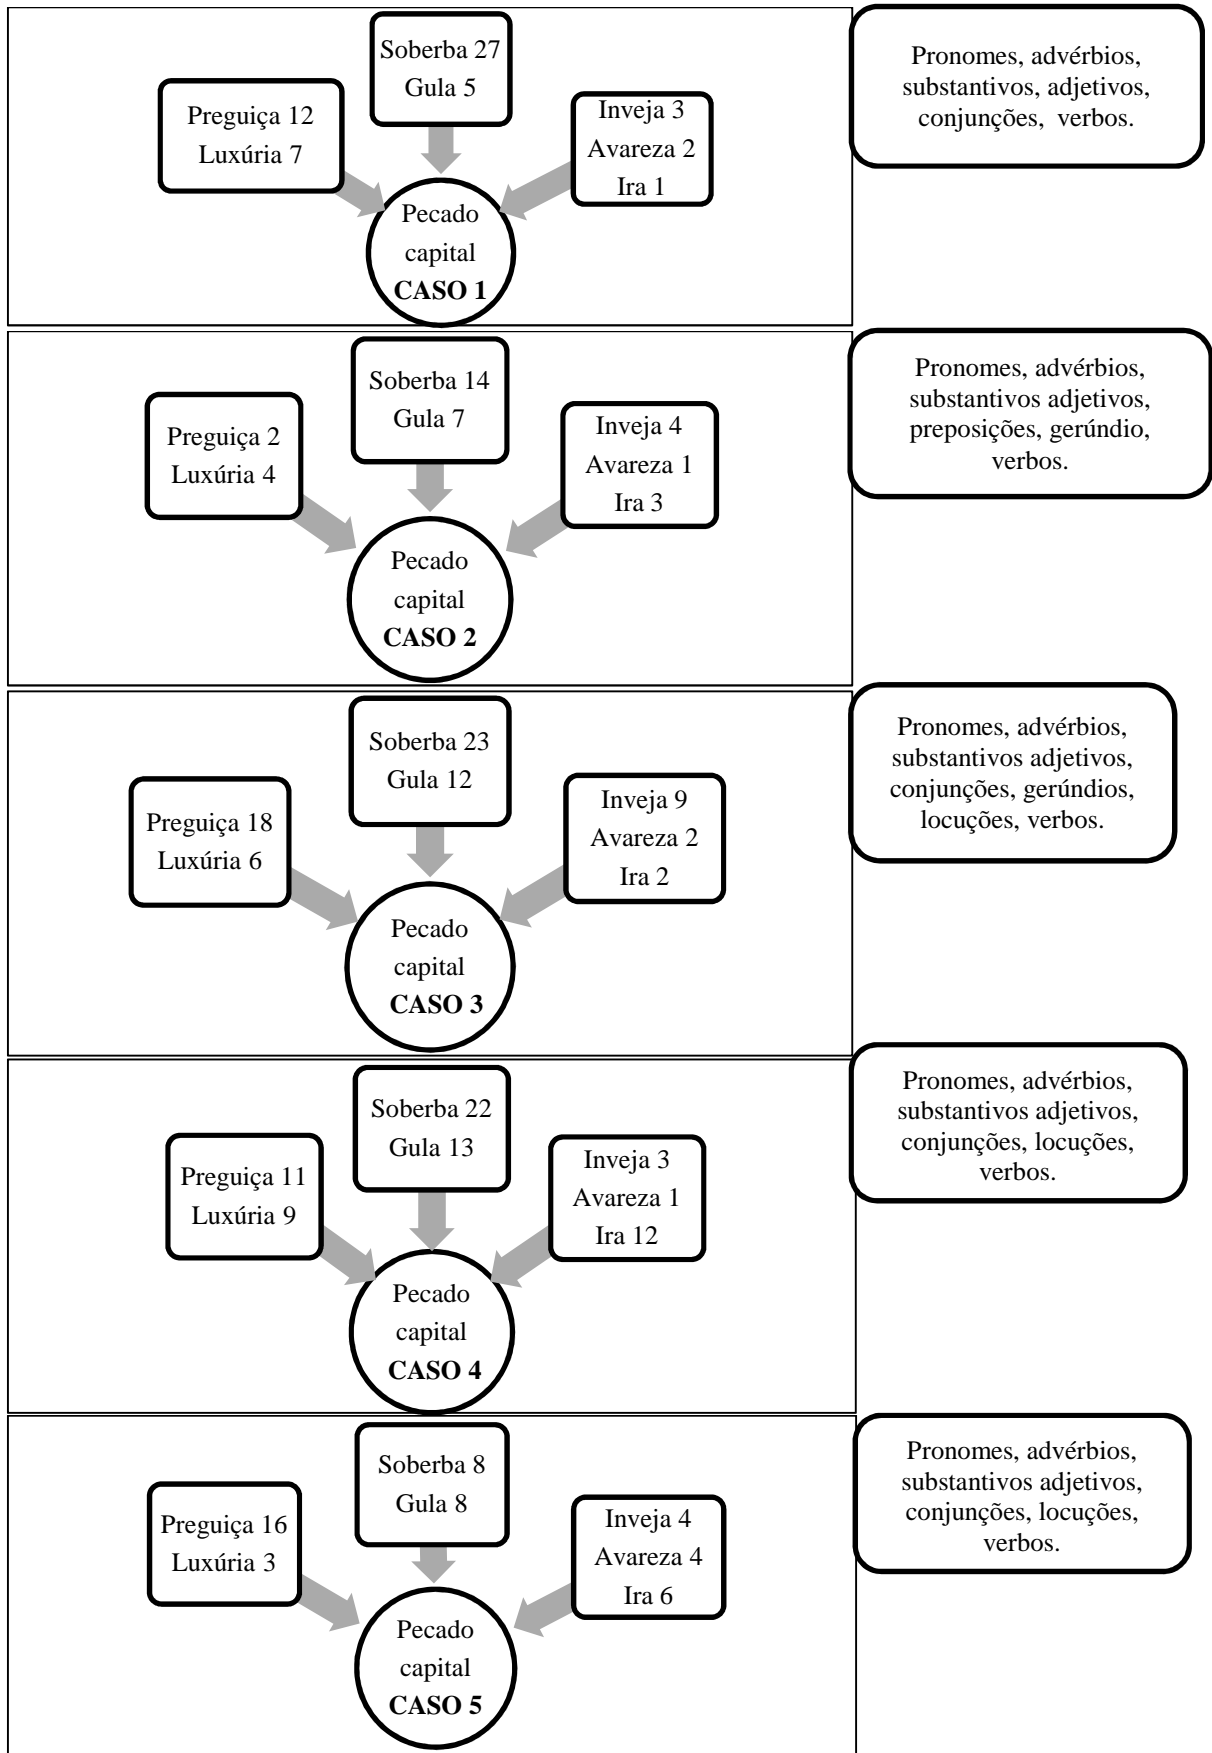 Soberba 27
Gula 5
Preguiça 12
Luxúria 7
Inveja 3
Avareza 2
Ira 1
Pecado
capital
CASO 1
Pronomes, advérbios,
substantivos, adjetivos,
conjunções, verbos.
Soberba 14
Gula 7
Preguiça 2
Luxúria 4
Inveja 4
Avareza 1
Ira 3
Pecado
capital
CASO 2
Pronomes, advérbios,
substantivos adjetivos,
preposições, gerúndio,
verbos.
Soberba 23
Gula 12
Preguiça 18
Luxúria 6
Inveja 9
Avareza 2
Ira 2
Pecado
capital
CASO 3
Pronomes, advérbios,
substantivos adjetivos,
conjunções, gerúndios,
locuções, verbos.
Soberba 22
Gula 13
Preguiça 11
Luxúria 9
Inveja 3
Avareza 1
Ira 12
Pecado
capital
CASO 4
Pronomes, advérbios,
substantivos adjetivos,
conjunções, locuções,
verbos.
Soberba 8
Gula 8
Preguiça 16
Luxúria 3
Inveja 4
Avareza 4
Ira 6
Pecado
capital
CASO 5
Pronomes, advérbios,
substantivos adjetivos,
conjunções, locuções,
verbos.